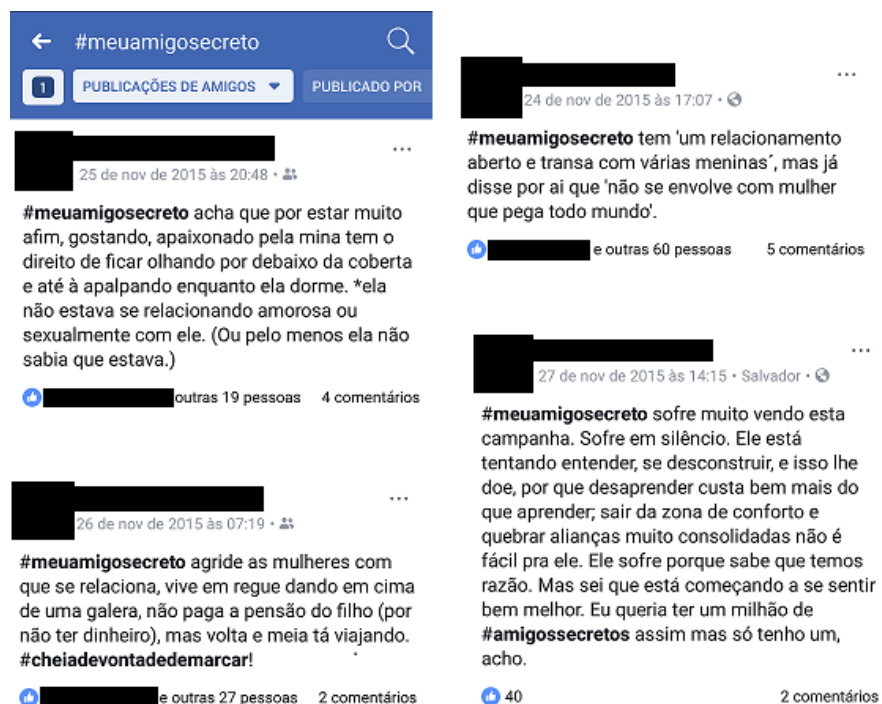 #meuamigosecreto
1
PUBLICAÇÕES DE AMIGOS
PUBLICADO POR
25 de nov de 2015 às 20:48
#meuamigosecreto acha que por estar muito
afim, gostando, apaixonado pela mina tem o
direito de ficar olhando por debaixo da coberta
e até à apalpando enquanto ela dorme. *ela
não estava se relacionando amorosa ou
sexualmente com ele. (Ou pelo menos ela não
sabia que estava.)
outras 19 pessoas 4 comentários
26 de nov de 2015 às 07:19
#meuamigosecreto agride as mulheres com
que se relaciona, vive em regue dando em cima
de uma galera, não paga a pensão do filho (por
não ter dinheiro), mas volta e meia tá viajando.
#cheiadevontadedemarcar!
e outras 27 pessoas 2 comentários
24 de nov de 2015 às 17:07
#meuamigosecreto tem 'um relacionamento
aberto e transa com várias meninas´, mas já
disse por ai que 'não se envolve com mulher
que pega todo mundo'.
e outras 60 pessoas 5 comentários
27 de nov de 2015 às 14:15 • Salvador
#meuamigosecreto sofre muito vendo esta
campanha. Sofre em silêncio. Ele está
tentando entender, se desconstruir, e isso lhe
doe, por que desaprender custa bem mais do
que aprender; sair da zona de conforto e
quebrar alianças muito consolidadas não é
fácil pra ele. Ele sofre porque sabe que temos
razão. Mas sei que está começando a se sentir
bem melhor. Eu queria ter um milhão de
#amigossecretos assim mas só tenho um,
acho.
40 2 comentários